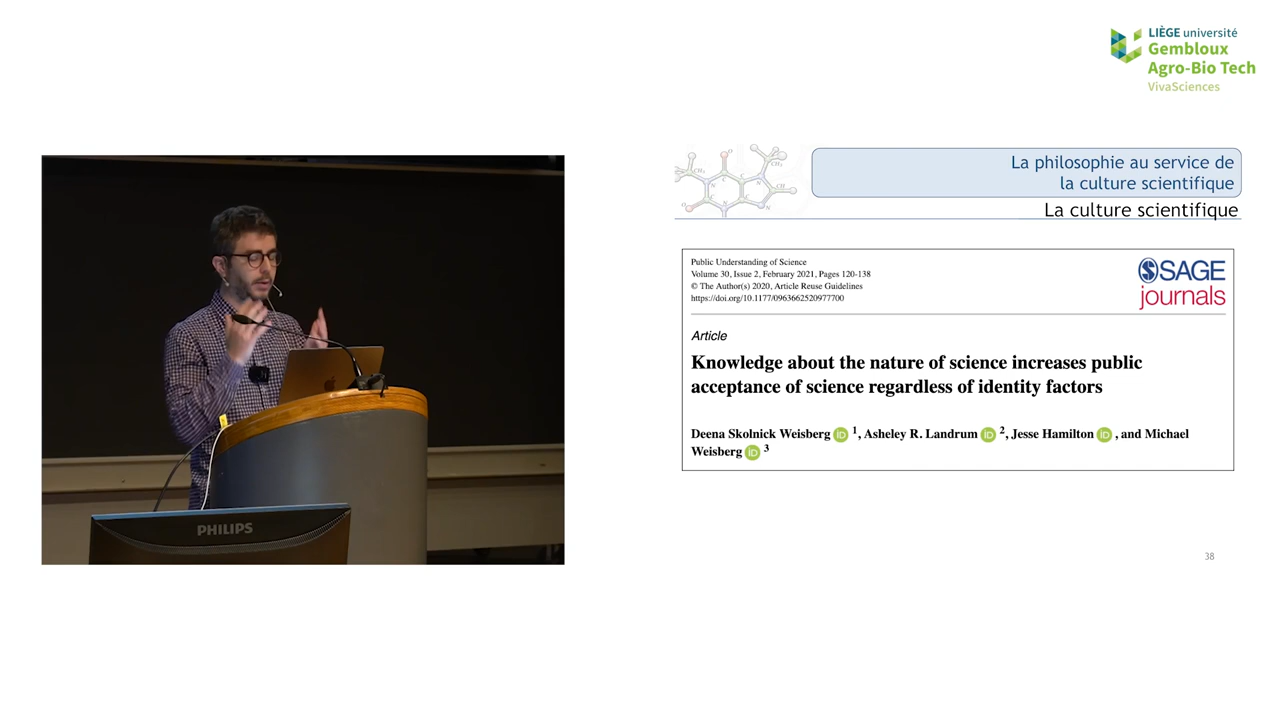 LIÈGE université
Gembloux
Agro-Bio Tech
VivaSciences
La philosophie au service de
la culture scientifique
La culture scientifique
Public Understanding of Science
Volume 30, Issue 2, February 2021, Pages 120-138
© The Author(s) 2020, Article Reuse Guidelines
https://doi.org/10.1177/0963662520977700
SAGE
journals
Article
Knowledge about the nature of science increases public
acceptance of science regardless of identity factors
Deena Skolnick Weisberg iD 1, Asheley R. Landrum iD 2, Jesse Hamilton iD , and Michael
Weisberg iD 3
PHILIPS
38